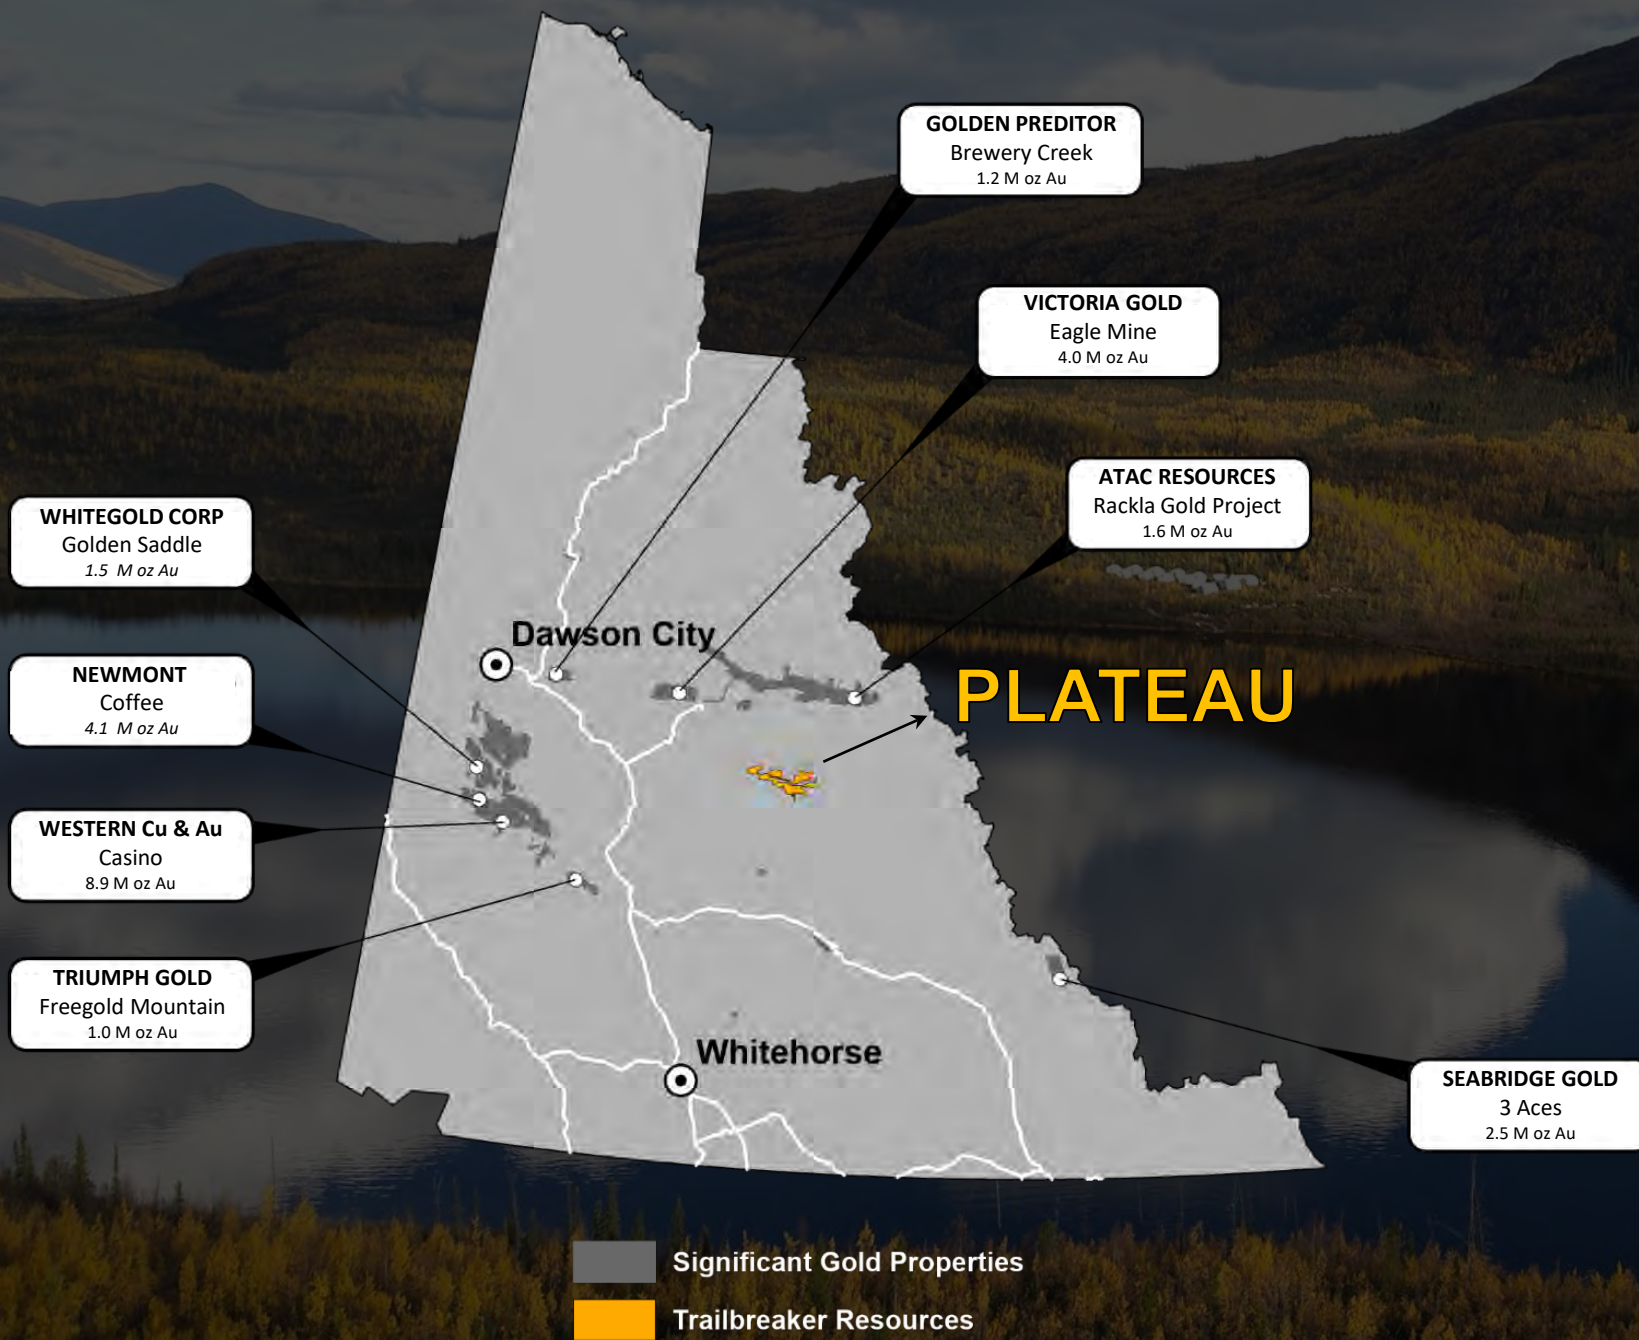 GOLDEN PREDITOR
Brewery Creek
1.2 M oz Au
VICTORIA GOLD
Eagle Mine
4.0 M oz Au
ATAC RESOURCES
Rackla Gold Project
1.6 M oz Au
WHITEGOLD CORP
Golden Saddle
1.5 M oz Au
Dawson City
NEWMONT
Coffee
4.1 M oz Au
PLATEAU
WESTERN Cu & Au
Casino
8.9 M oz Au
TRIUMPH GOLD
Freegold Mountain
1.0 M oz Au
Whitehorse
SEABRIDGE GOLD
3 Aces
2.5 M oz Au
Significant Gold Properties
Trailbreaker Resources